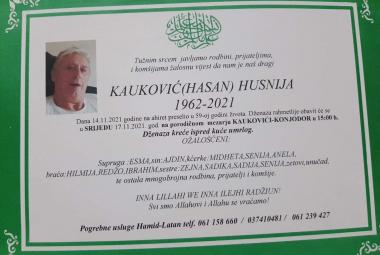 Tužnim srcem javljamo rodbini, prijateljima,
i komšijama žalosnu vijest da nam je naš dragi
KAUKOVIĆ(HASAN) HUSNIJA
1962-2021
Dana 14.11.2021 godine na ahiret preselio u 59-oj godini života. Dženaza rahmetlije obavit će se
u SRIJEDU 17.11.2021 god. na porodičnom mezarju KAUKOVIĆI-KONJODOR u 15:00 h.
Dženaza kreće ispred kuće umrlog.
OŽALOŠĆENI:
Supruga :ESMA,sin:AJDIN,kćerke:MIDHETA,SENIJA,ANELA,
braća:HILMIJA,REDŽO,IBRAHIM,sestre:ZEJNA,SADIKA,SADIJA,SENIJA,zetovi,unučad,
te ostala mnogobrojna rodbina, prijatelji i komšije.
INNA LILLAHI WE INNA ILEJHI RADŽIUN!
Svi smo Allahovi i Allahu se vraćamo!
Pogrebne usluge Hamid-Latan telf. 061 158 660 / 037410481 / 061 239 427